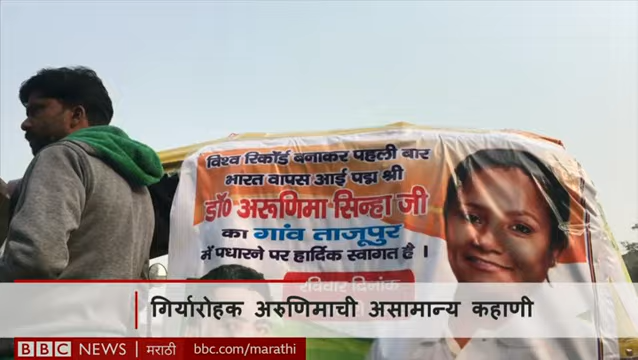 विश्व रिकॉर्ड बनाकर पहली बार
भारत वापस आई पद्म श्री
डॉ० अरूणिमा सिन्हा जी
का गांव ताजूपुर
में पधारने पर हार्दिक स्वागत है ।
रविवार दिनांक
गिर्यारोहक अरुणिमाची असामान्य कहाणी
BBC NEWS मराठी bbc.com/marathi